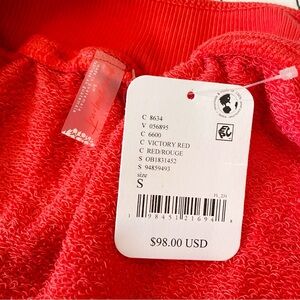 C 8634
V 056895
C 6600
C VICTORY RED
C RED/ROUGE
S OB1831452
S 94859493
size
S
$98.00 USD